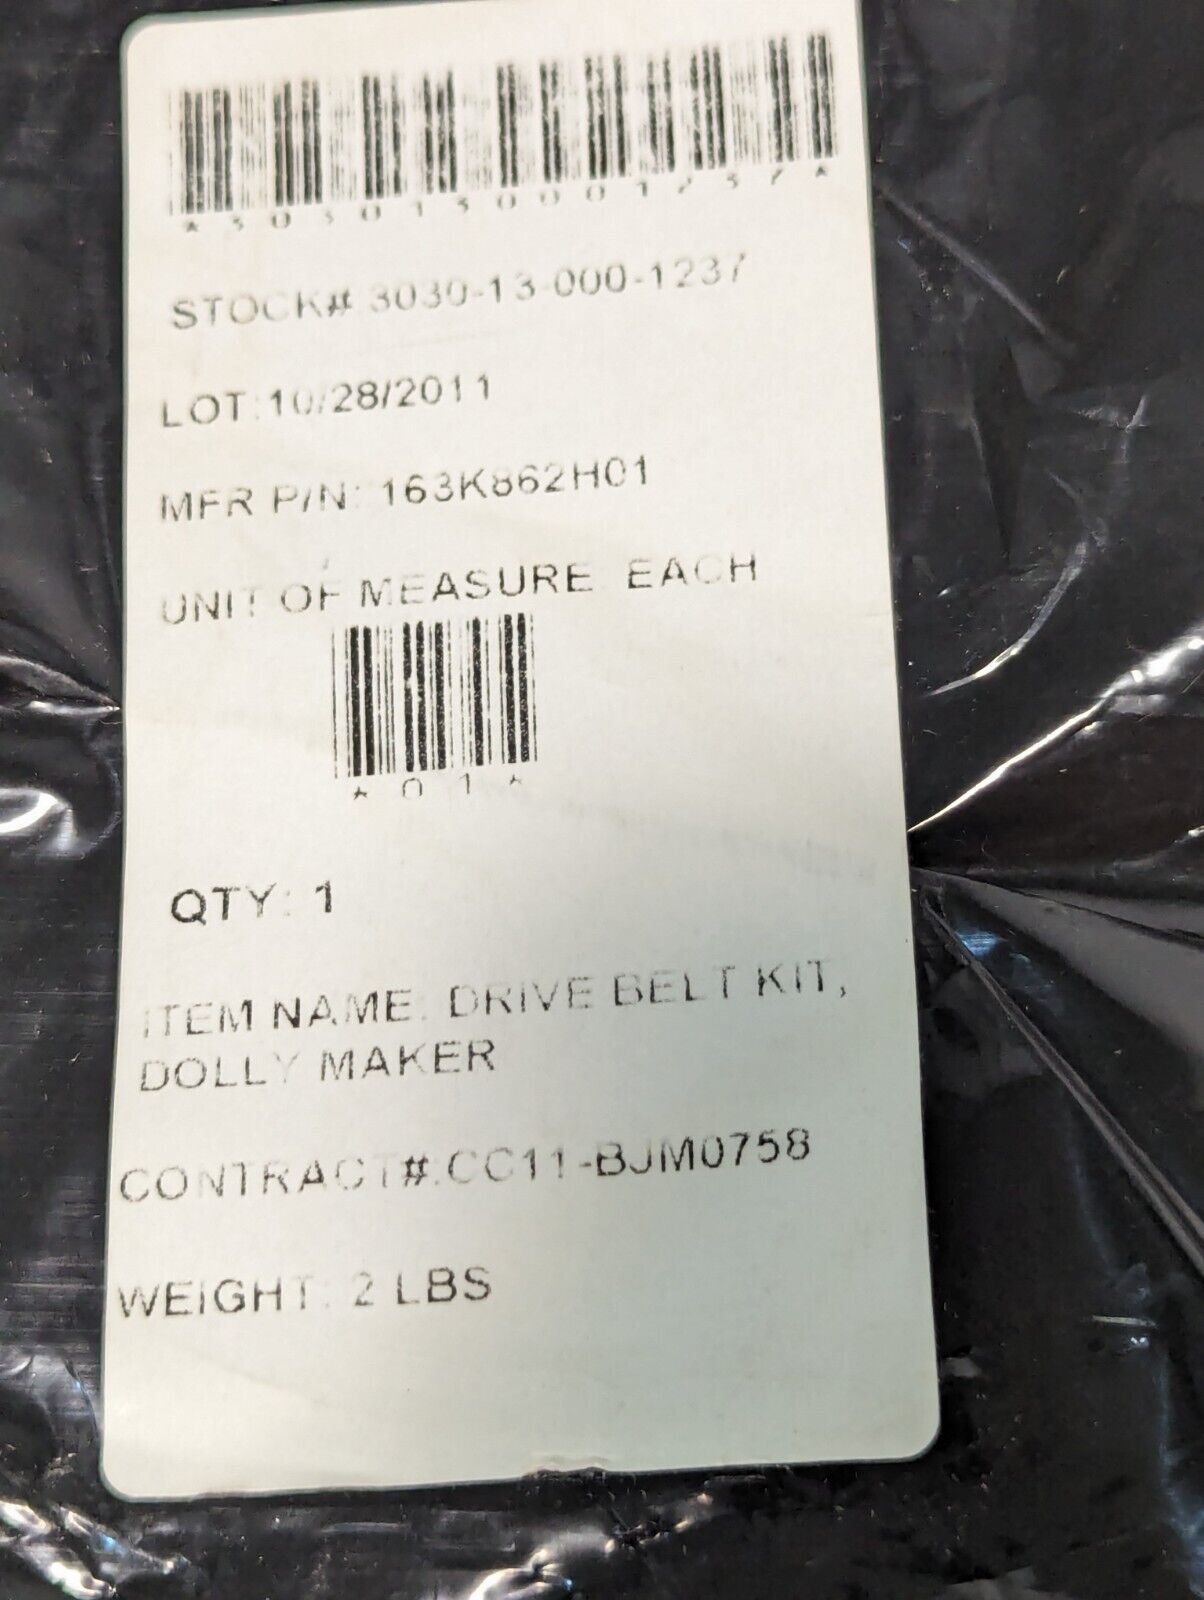 *3030130001237*
STOCK# 3030-13-000-1237
LOT:10/28/2011
MFR P/N: 163K862H01
UNIT OF MEASURE: EACH
*01*
QTY: 1
ITEM NAME: DRIVE BELT KIT,
DOLLY MAKER
CONTRACT#:CC11-BJM0758
WEIGHT: 2 LBS